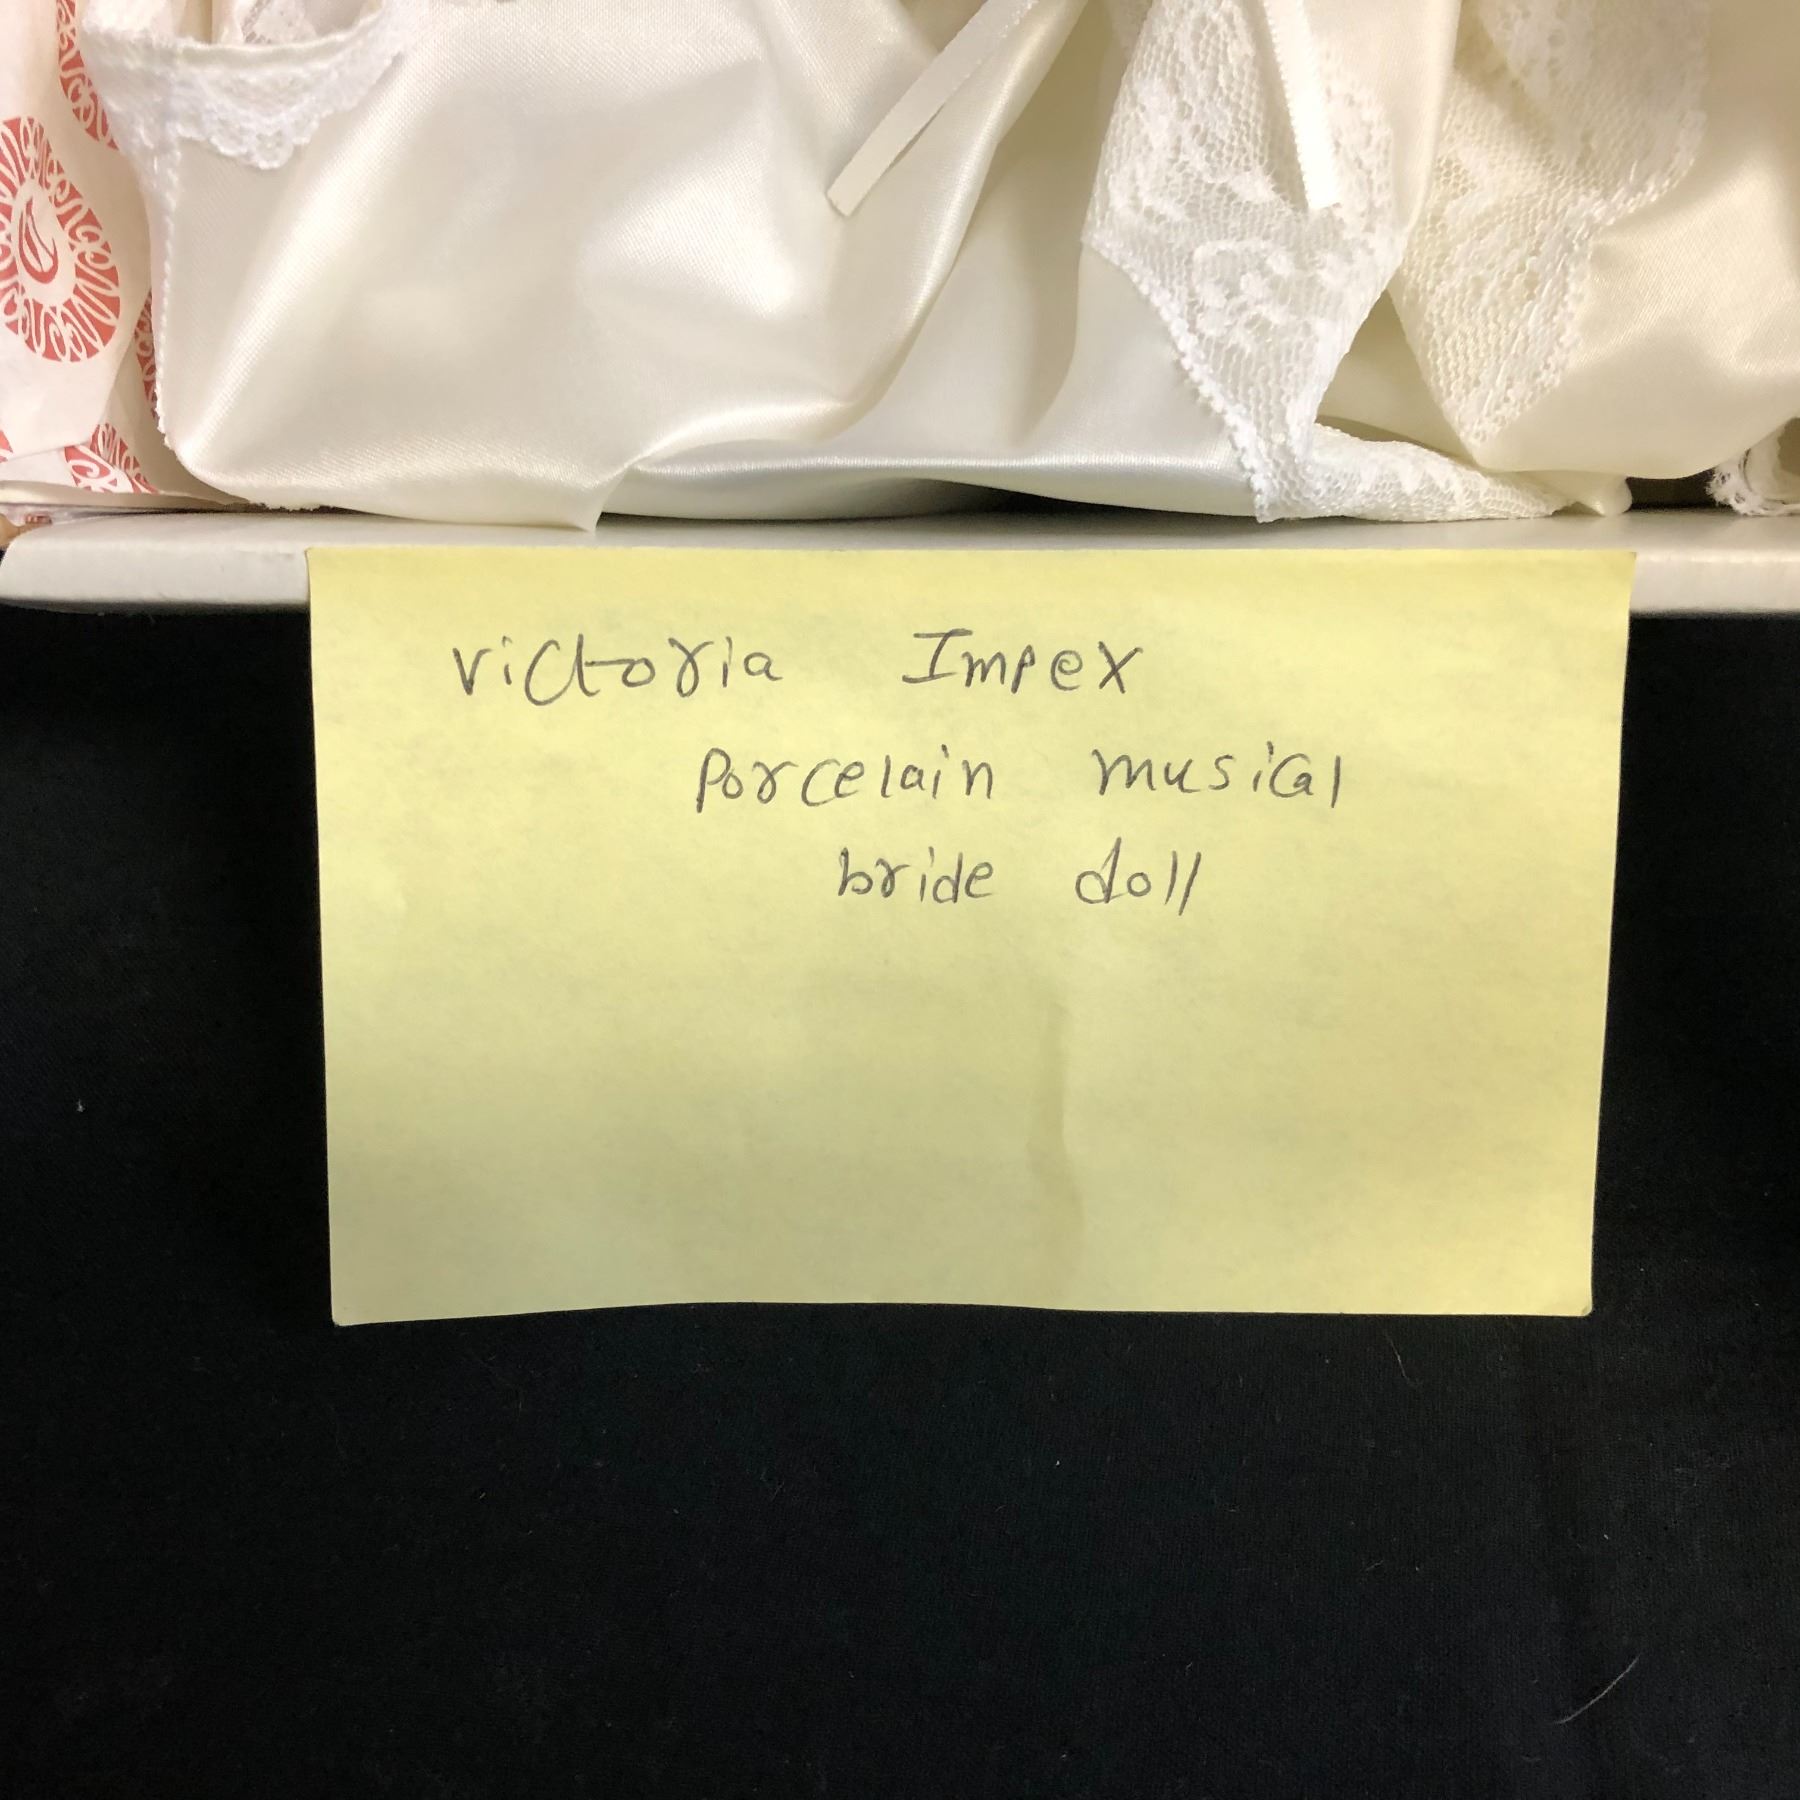 Victoria Impex
Porcelain musical
bride doll